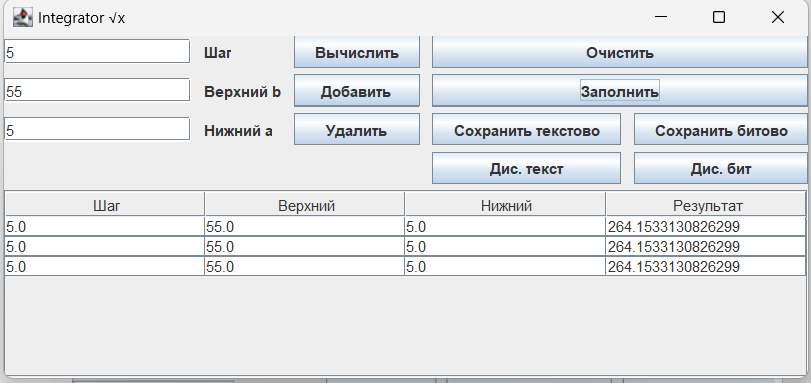 Integrator √x
5 Шаг Вычислить Очистить
55 Верхний b Добавить Заполнить
5 Нижний a Удалить Сохранить текстово Сохранить битово
Дис. текст Дис. бит
Шаг Верхний Нижний Результат
5.0 55.0 5.0 264.1533130826299
5.0 55.0 5.0 264.1533130826299
5.0 55.0 5.0 264.1533130826299